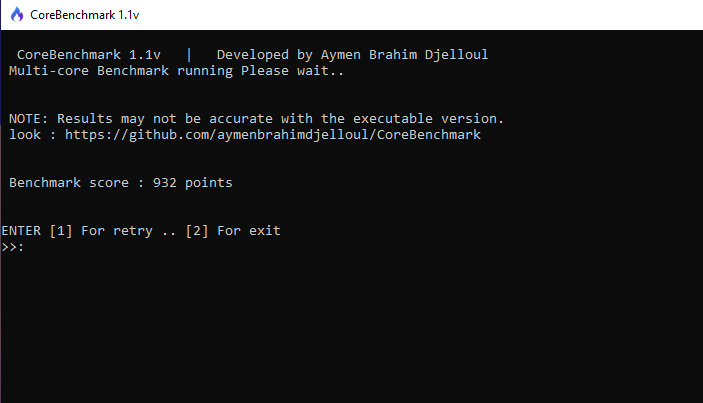 CoreBenchmark 1.1v
CoreBenchmark 1.1v | Developed by Aymen Brahim Djelloul
Multi-core Benchmark running Please wait..
NOTE: Results may not be accurate with the executable version.
look : https://github.com/aymenbrahimdjelloul/CoreBenchmark
Benchmark score : 932 points
ENTER [1] For retry .. [2] For exit
>>: